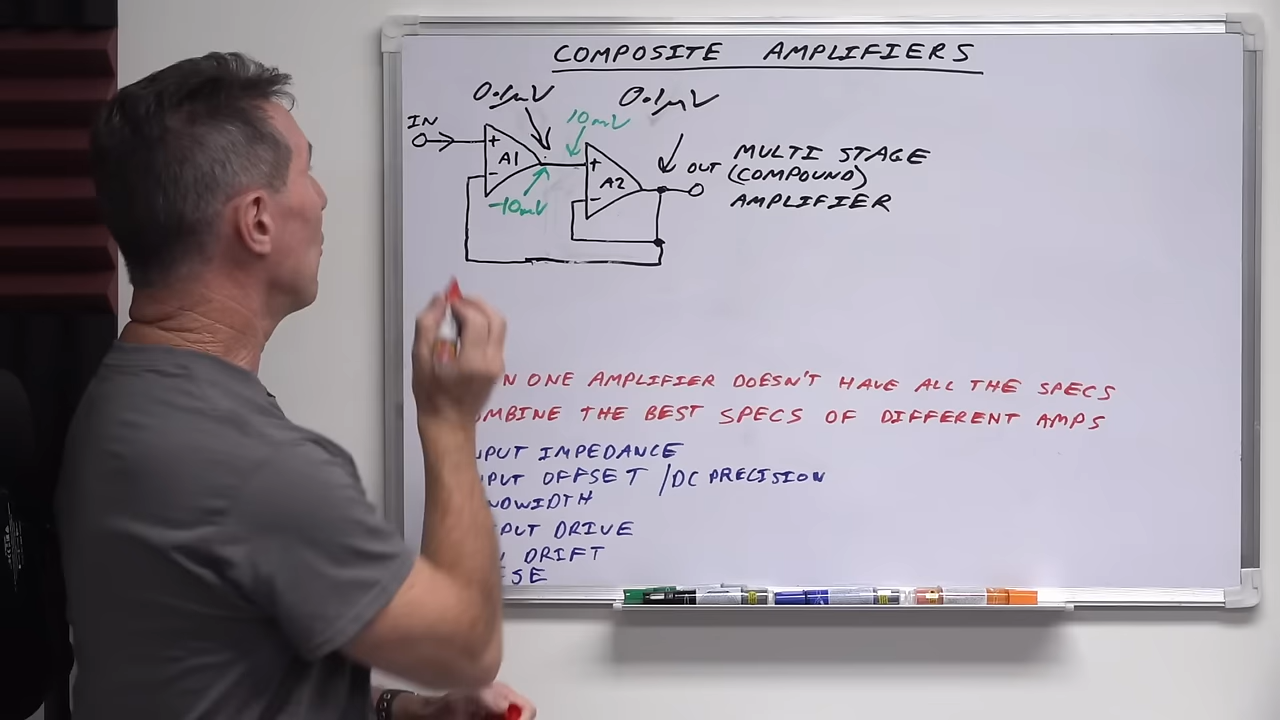 COMPOSITE AMPLIFIERS
0.1mV 0.1mV
10mV
IN
+ A1 -
+ A2 -
-10mV
OUT
MULTI STAGE
(COMPOUND)
AMPLIFIER
ONE AMPLIFIER DOESN'T HAVE ALL THE SPECS
THE BEST SPECS OF DIFFERENT AMPS
IMPEDANCE
OFFSET / DC PRECISION
DRIVE
DRIFT